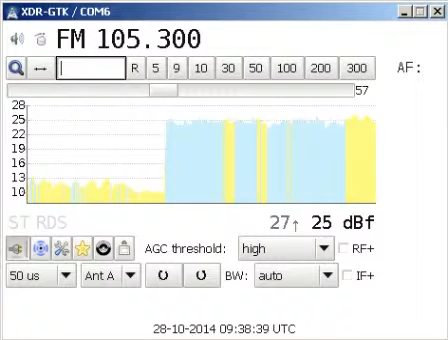 XDR-GTK / COM6
FM 105.300
R 5 9 10 30 50 100 200 300 AF:
57
28
25
22
19
16
13
10
ST RDS 27↑ 25 dBf
AGC threshold: high RF+
50 us Ant A BW: auto IF+
28-10-2014 09:38:39 UTC